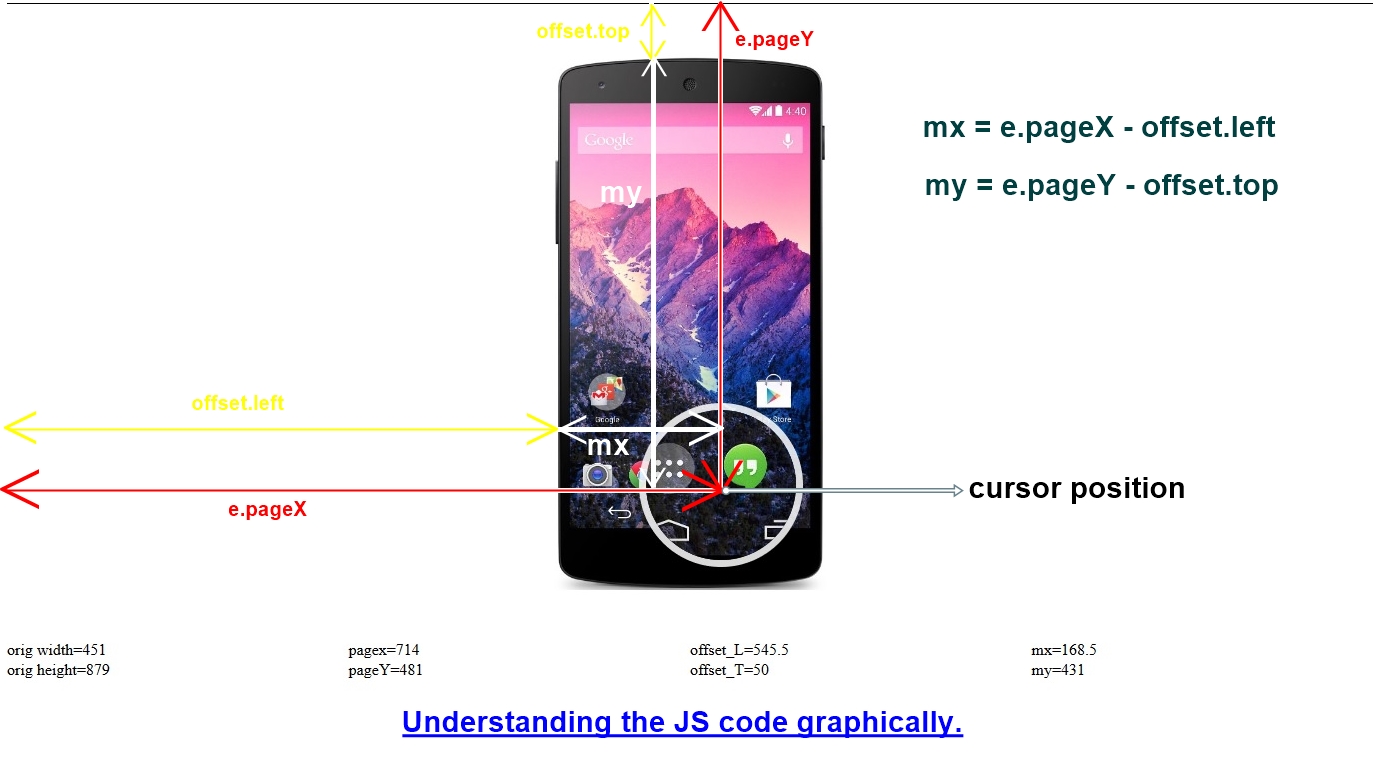 offset.top
e.pageY
4:40
Google
mx = e.pageX - offset.left
my
my = e.pageY - offset.top
offset.left
Google
Store
mx
cursor position
e.pageX
orig width=451
orig height=879
pagex=714
pageY=481
offset_L=545.5
offset_T=50
mx=168.5
my=431
Understanding the JS code graphically.